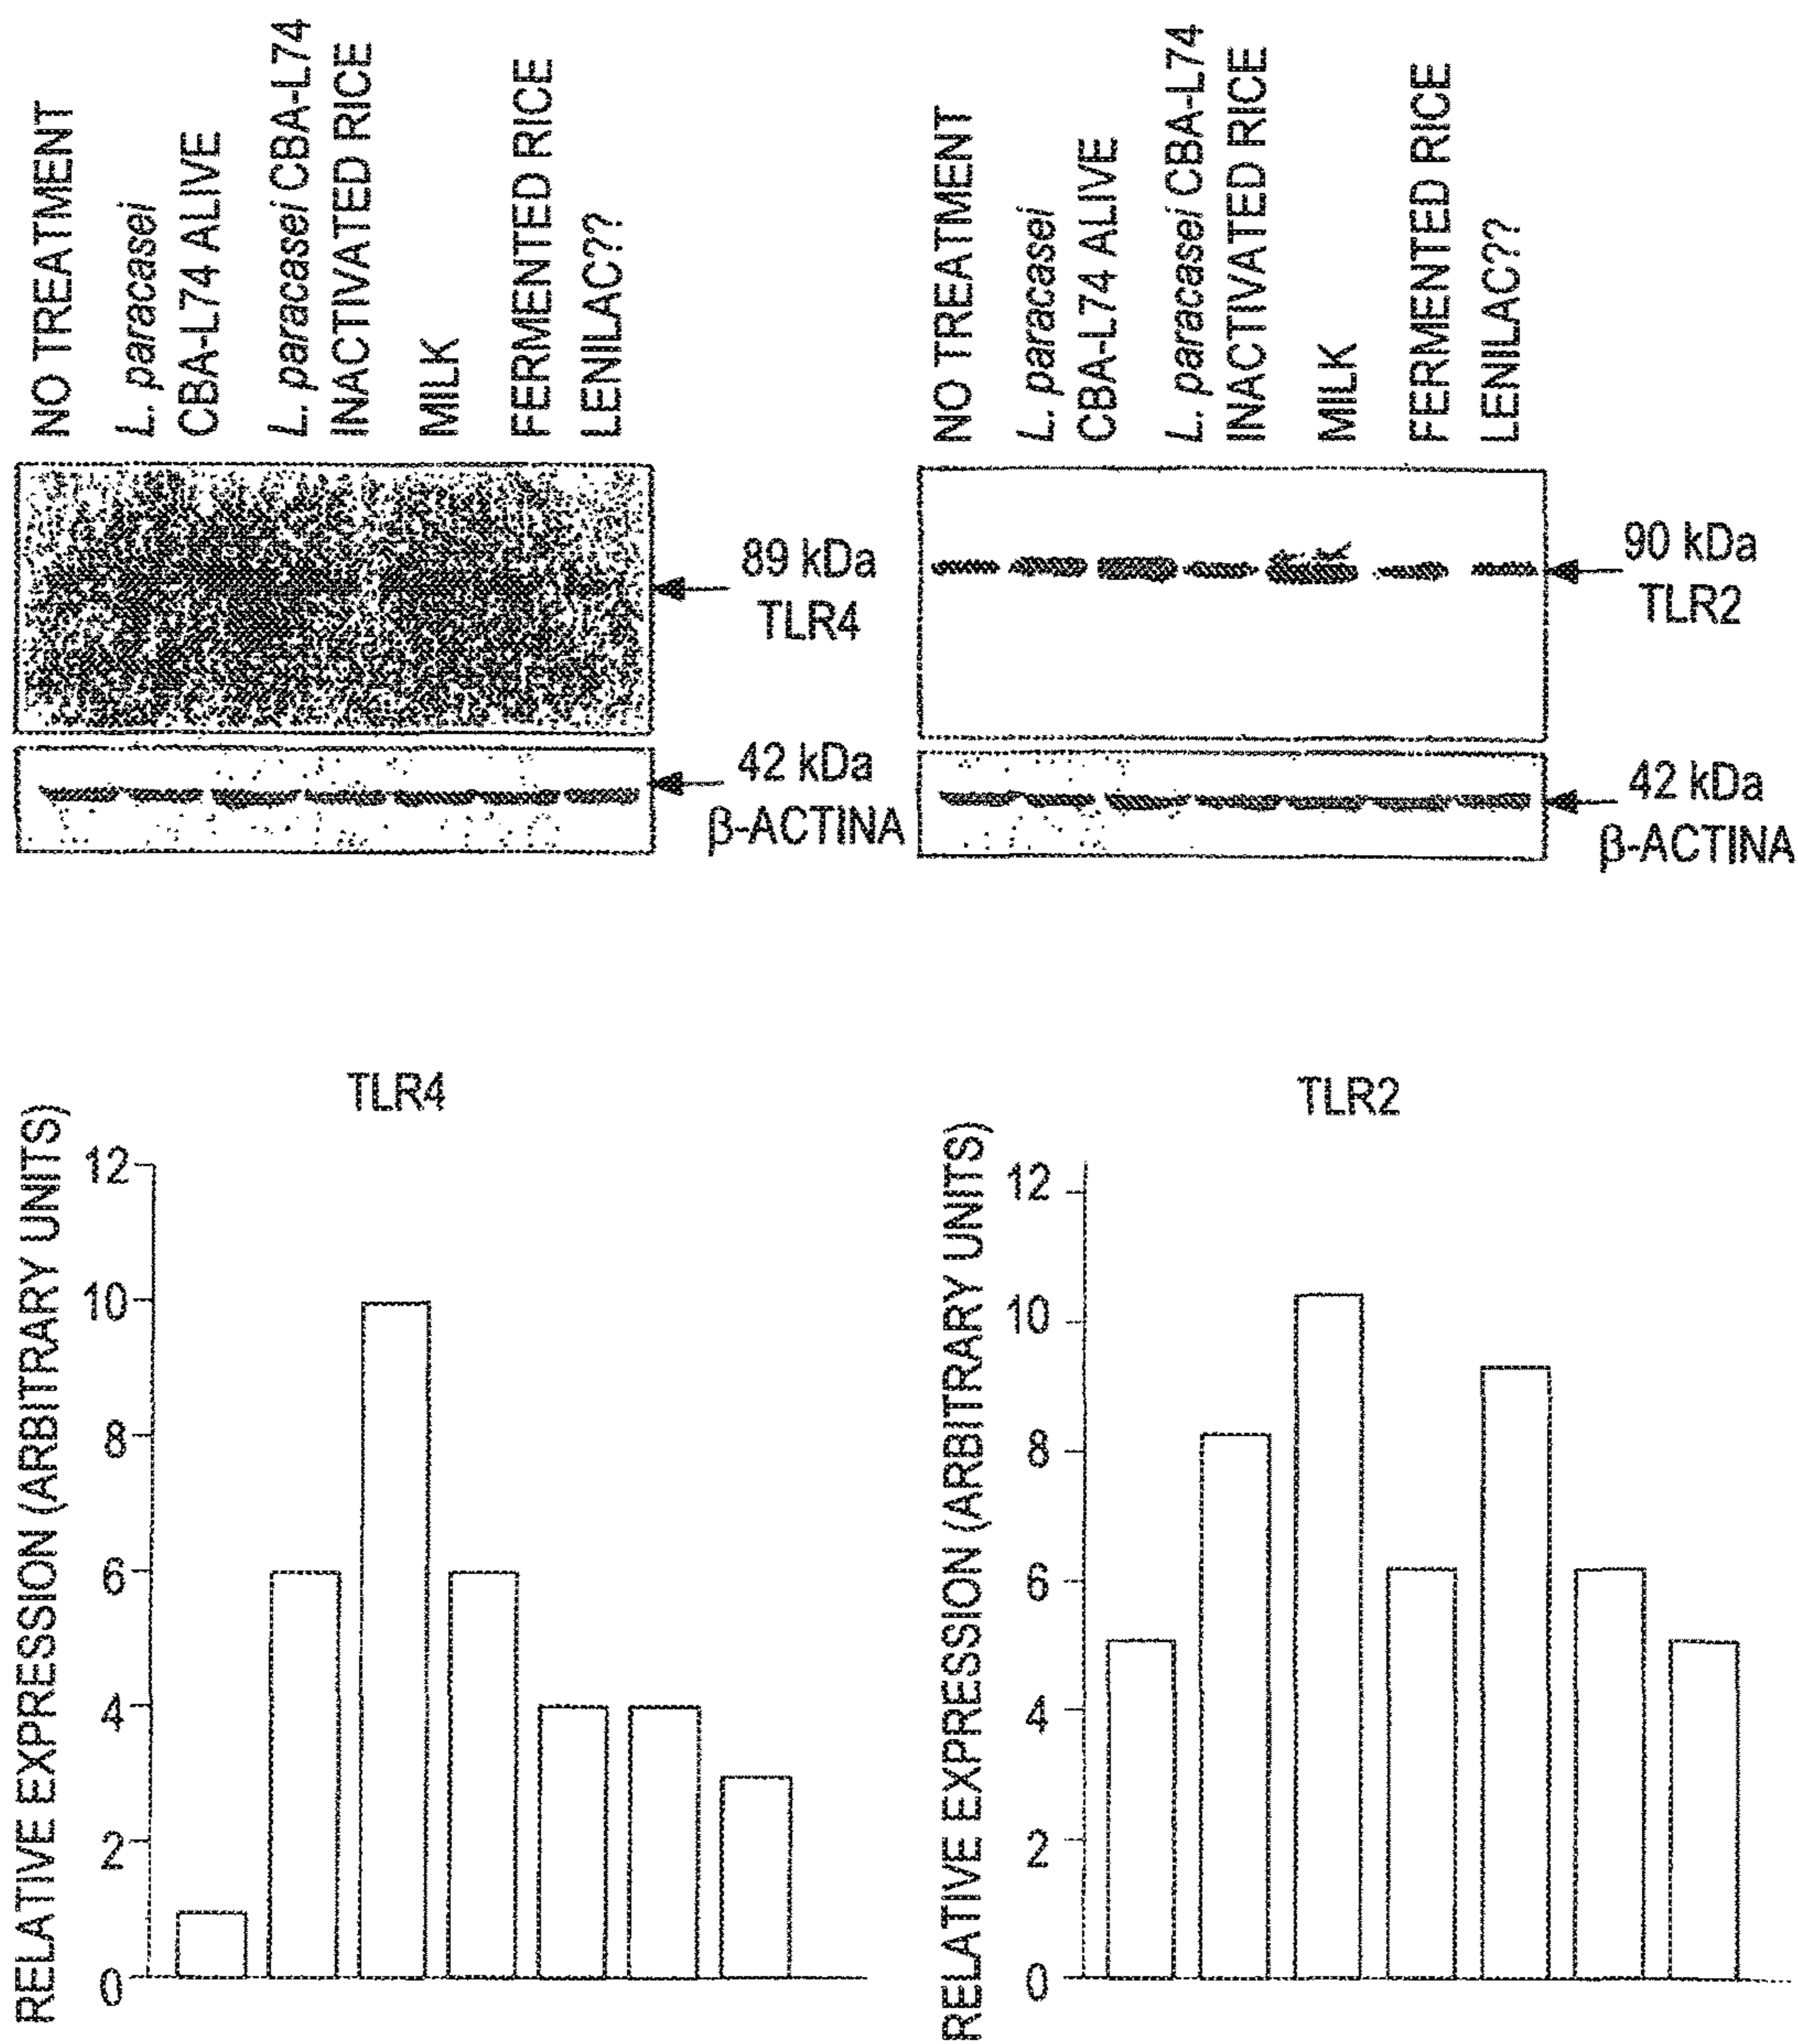 NO TREATMENT
L. paracasei
CBA-L74 ALIVE
L. paracasei CBA-L74
INACTIVATED RICE
MILK
FERMENTED RICE
LENILAC??
89 kDa
TLR4
42 kDa
β-ACTINA
NO TREATMENT
L. paracasei
CBA-L74 ALIVE
L. paracasei CBA-L74
INACTIVATED RICE
MILK
FERMENTED RICE
LENILAC??
90 kDa
TLR2
42 kDa
β-ACTINA
TLR4
RELATIVE EXPRESSION (ARBITRARY UNITS)
12
10
8
6
4
2
0
TLR2
RELATIVE EXPRESSION (ARBITRARY UNITS)
12
10
8
6
4
2
0